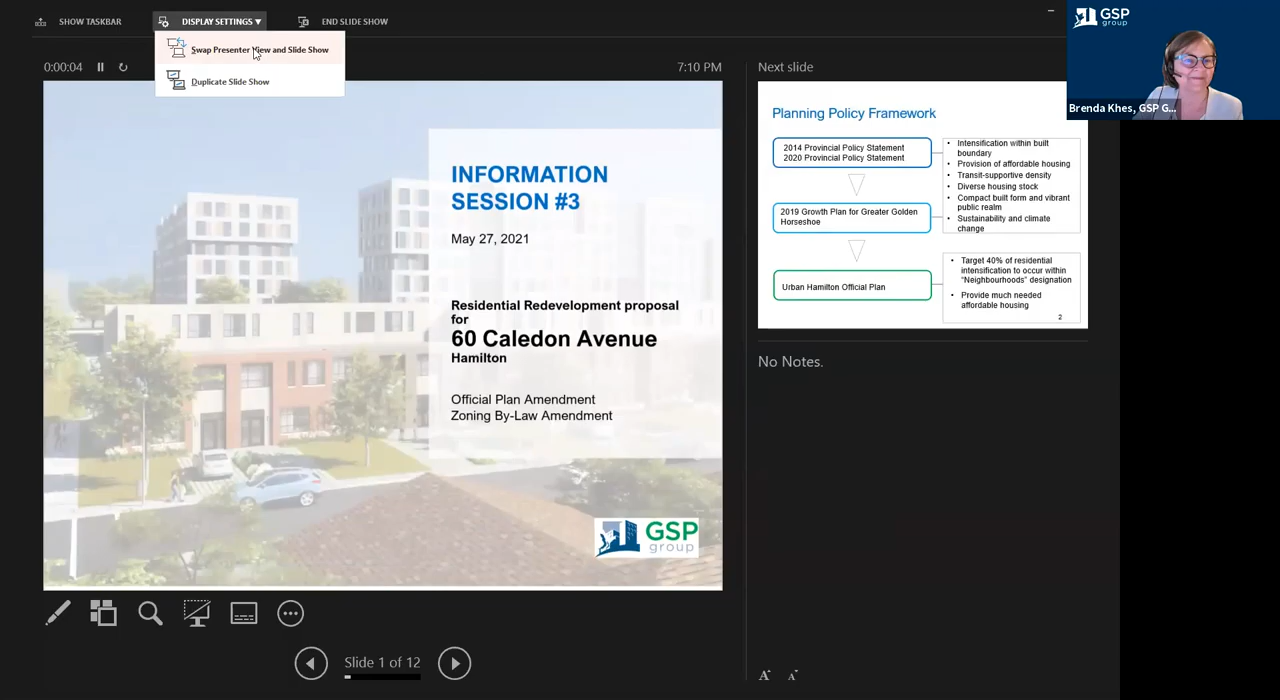 SHOW TASKBAR
DISPLAY SETTINGS ▼
END SLIDE SHOW
Swap Presenter View and Slide Show
Duplicate Slide Show
0:00:04
7:10 PM
INFORMATION
SESSION #3
May 27, 2021
Residential Redevelopment proposal
for
60 Caledon Avenue
Hamilton
Official Plan Amendment
Zoning By-Law Amendment
GSP
group
Slide 1 of 12
Next slide
Planning Policy Framework
2014 Provincial Policy Statement
2020 Provincial Policy Statement
• Intensification within built
boundary
• Provision of affordable housing
• Transit-supportive density
• Diverse housing stock
• Compact built form and vibrant
public realm
• Sustainability and climate
change
2019 Growth Plan for Greater Golden
Horseshoe
Urban Hamilton Official Plan
• Target 40% of residential
intensification to occur within
“Neighbourhoods” designation
• Provide much needed
affordable housing
2
No Notes.
A A
GSP
group
Brenda Khes, GSP G...